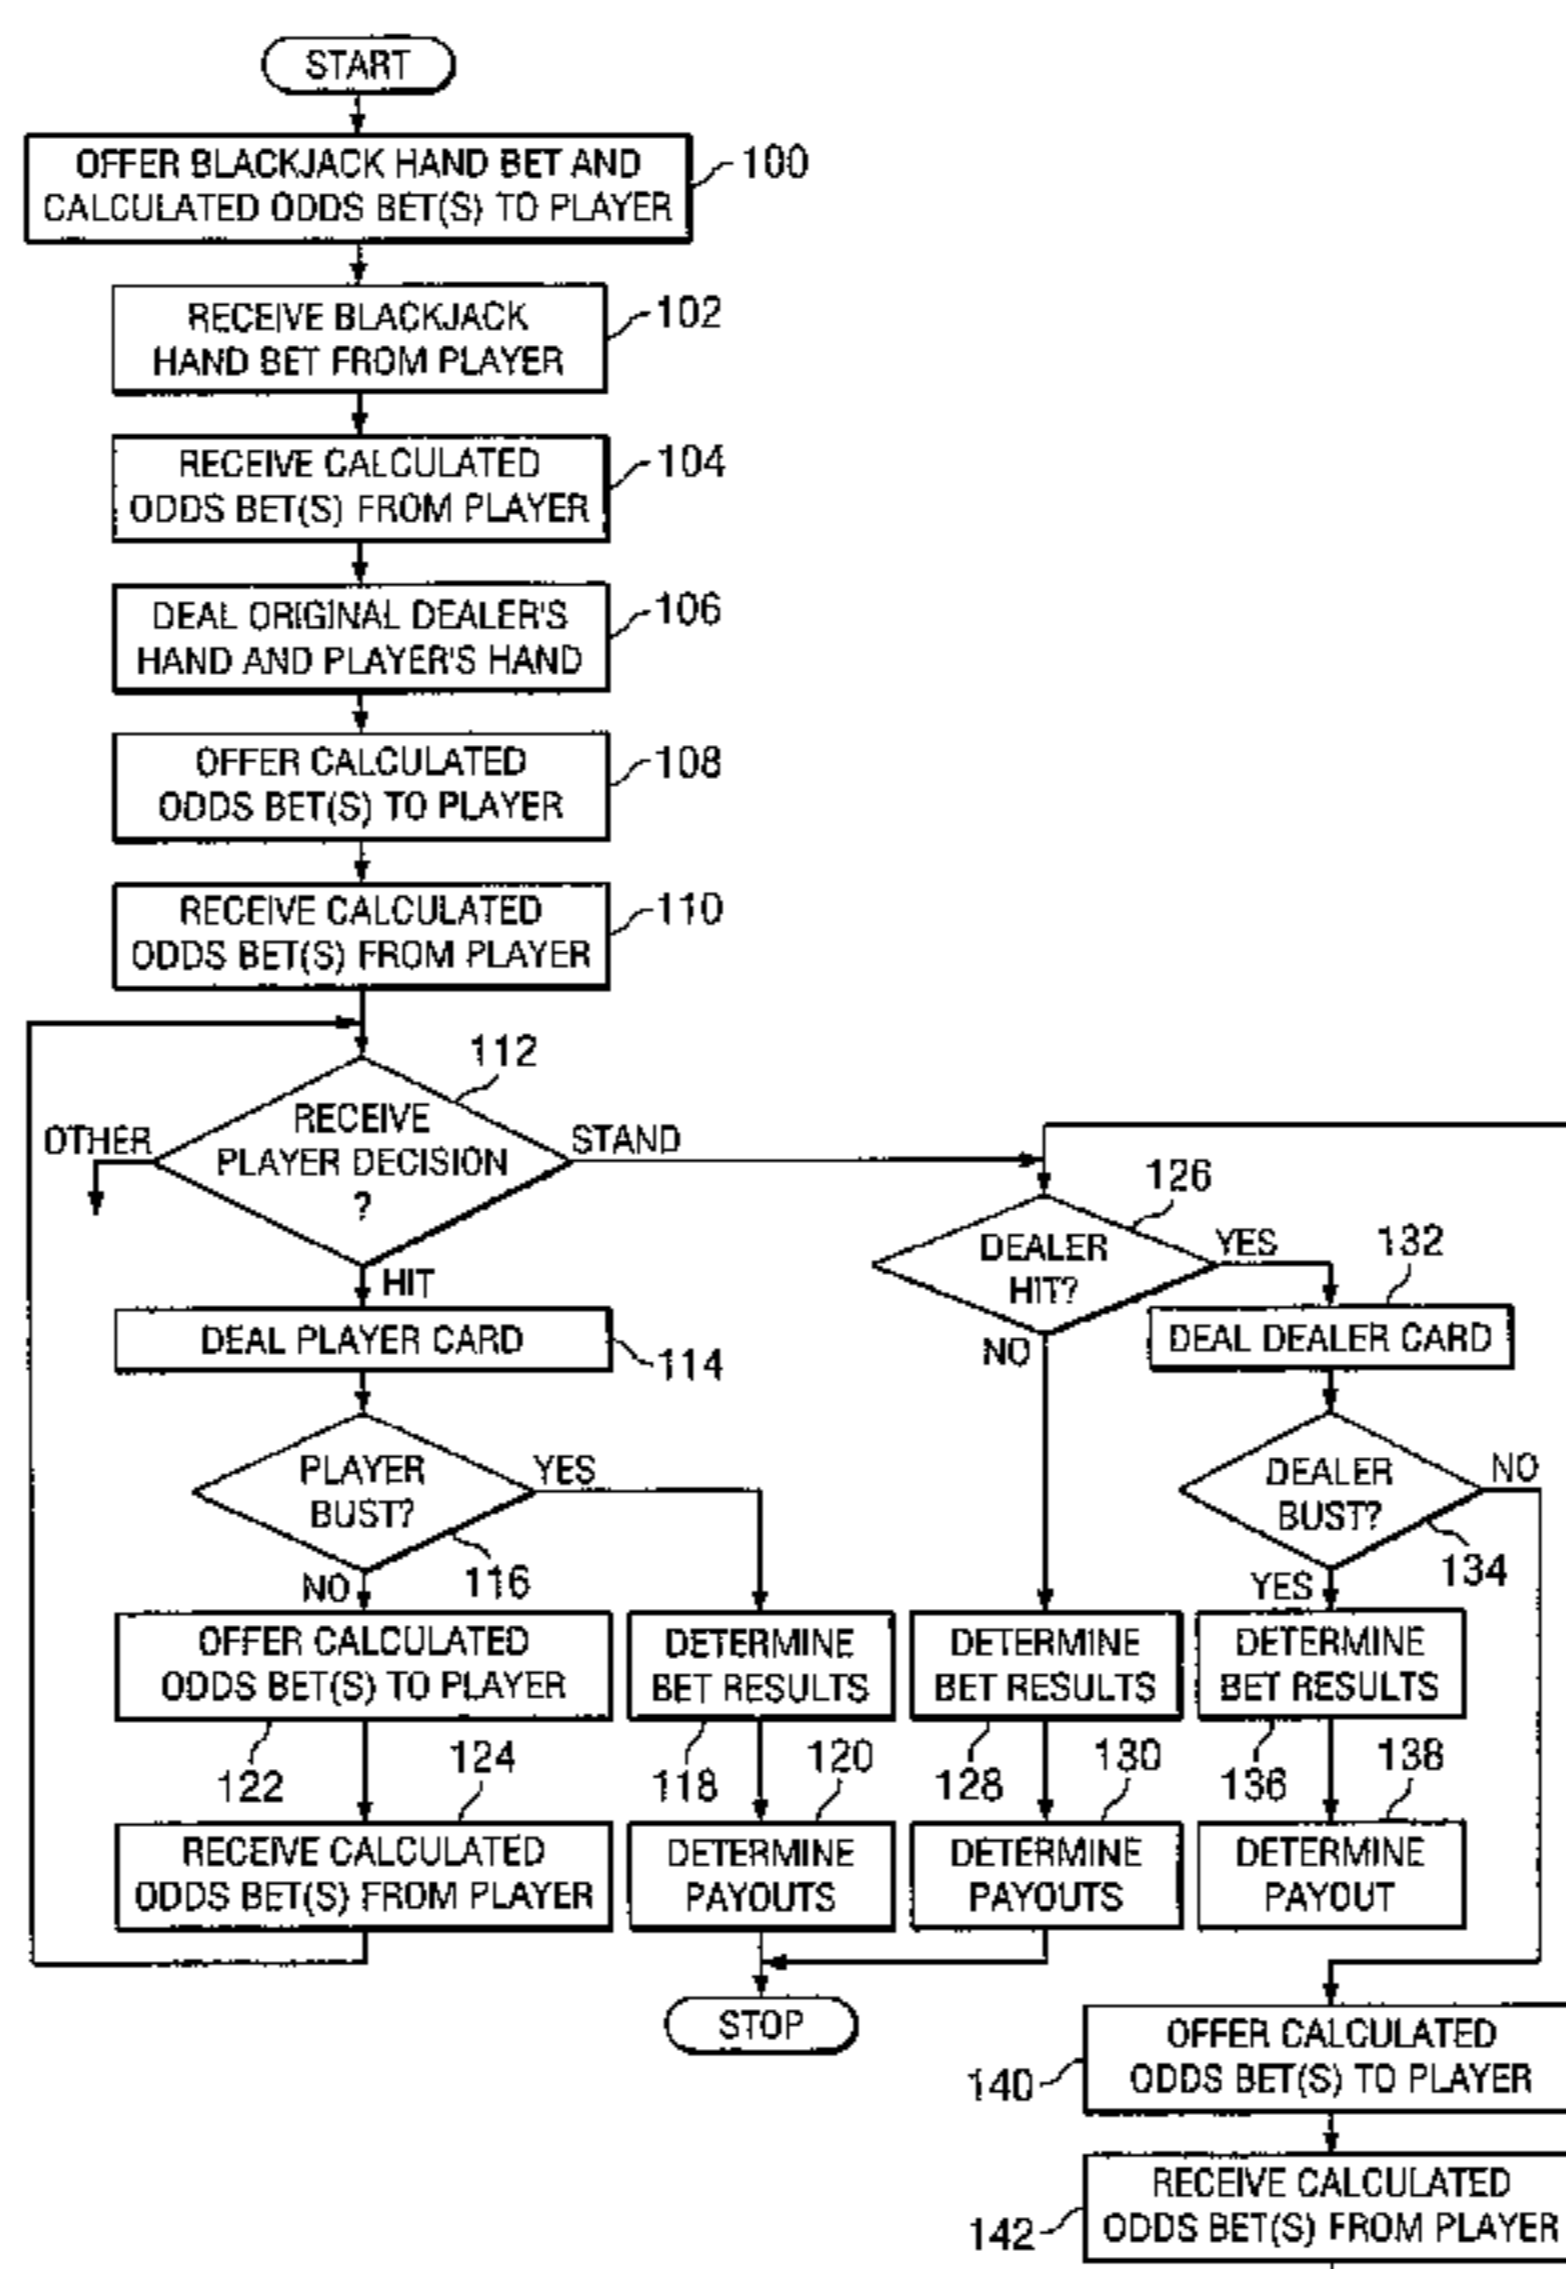 START
OFFER BLACKJACK HAND BET AND
CALCULATED ODDS BET(S) TO PLAYER
100
RECEIVE BLACKJACK
HAND BET FROM PLAYER
102
RECEIVE CALCULATED
ODDS BET(S) FROM PLAYER
104
DEAL ORIGINAL DEALER'S
HAND AND PLAYER'S HAND
106
OFFER CALCULATED
ODDS BET(S) TO PLAYER
108
RECEIVE CALCULATED
ODDS BET(S) FROM PLAYER
110
112
RECEIVE
PLAYER DECISION
?
OTHER
STAND
HIT
DEAL PLAYER CARD
114
PLAYER
BUST?
YES
NO
116
OFFER CALCULATED
ODDS BET(S) TO PLAYER
122
124
RECEIVE CALCULATED
ODDS BET(S) FROM PLAYER
DETERMINE
BET RESULTS
118
120
DETERMINE
PAYOUTS
STOP
126
DEALER
HIT?
YES
NO
DETERMINE
BET RESULTS
128
130
DETERMINE
PAYOUTS
132
DEAL DEALER CARD
DEALER
BUST?
NO
134
YES
DETERMINE
BET RESULTS
136
138
DETERMINE
PAYOUT
OFFER CALCULATED
ODDS BET(S) TO PLAYER
140
RECEIVE CALCULATED
ODDS BET(S) FROM PLAYER
142